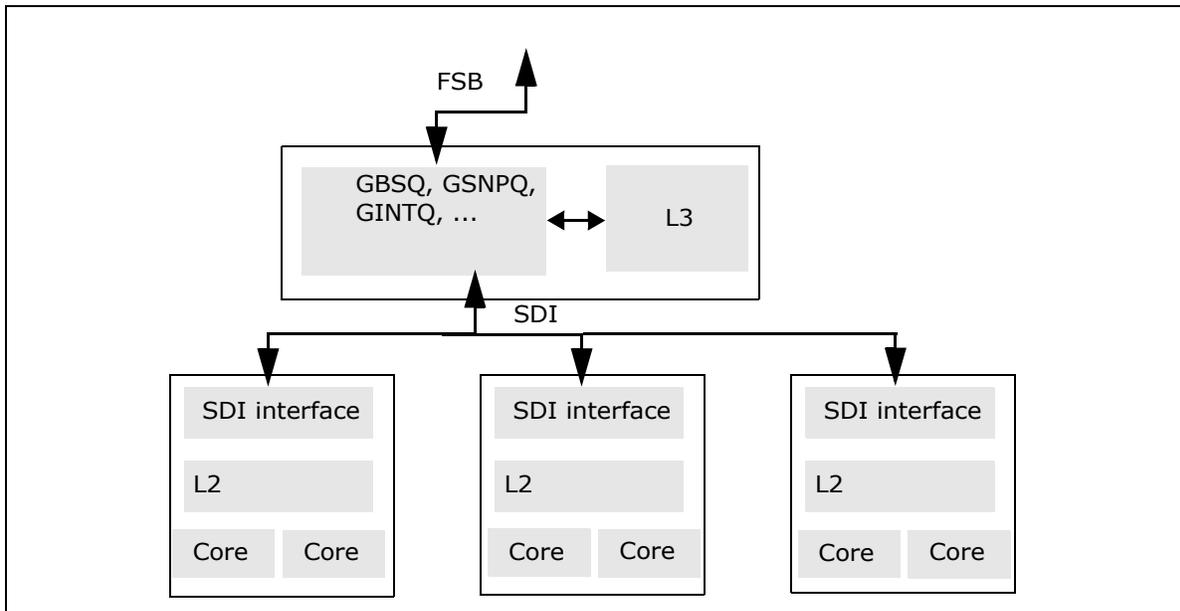 FSB
GBSQ, GSNPQ,
GINTQ, ...
L3
SDI
SDI interface
L2
Core
Core
SDI interface
L2
Core
Core
SDI interface
L2
Core
Core